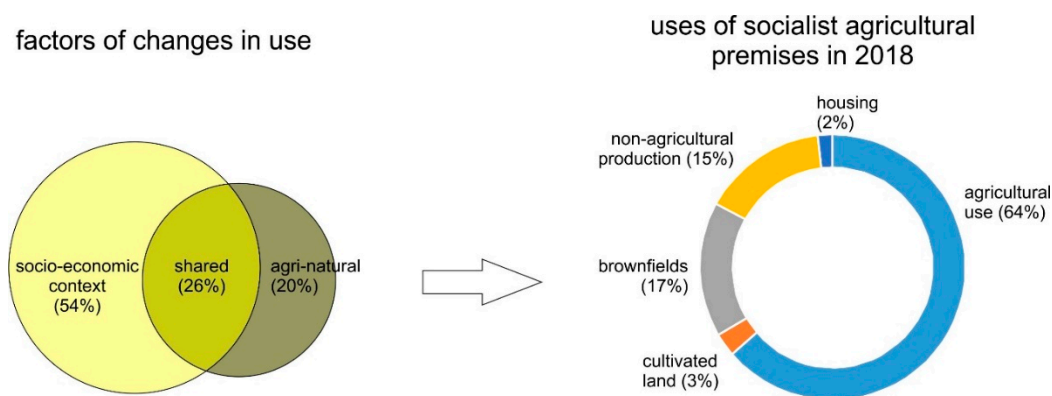 factors of changes in use
socio-economic
context
(54%)
shared
(26%)
agri-natural
(20%)
uses of socialist agricultural
premises in 2018
housing
(2%)
non-agricultural
production (15%)
agricultural
use (64%)
brownfields
(17%)
cultivated
land (3%)